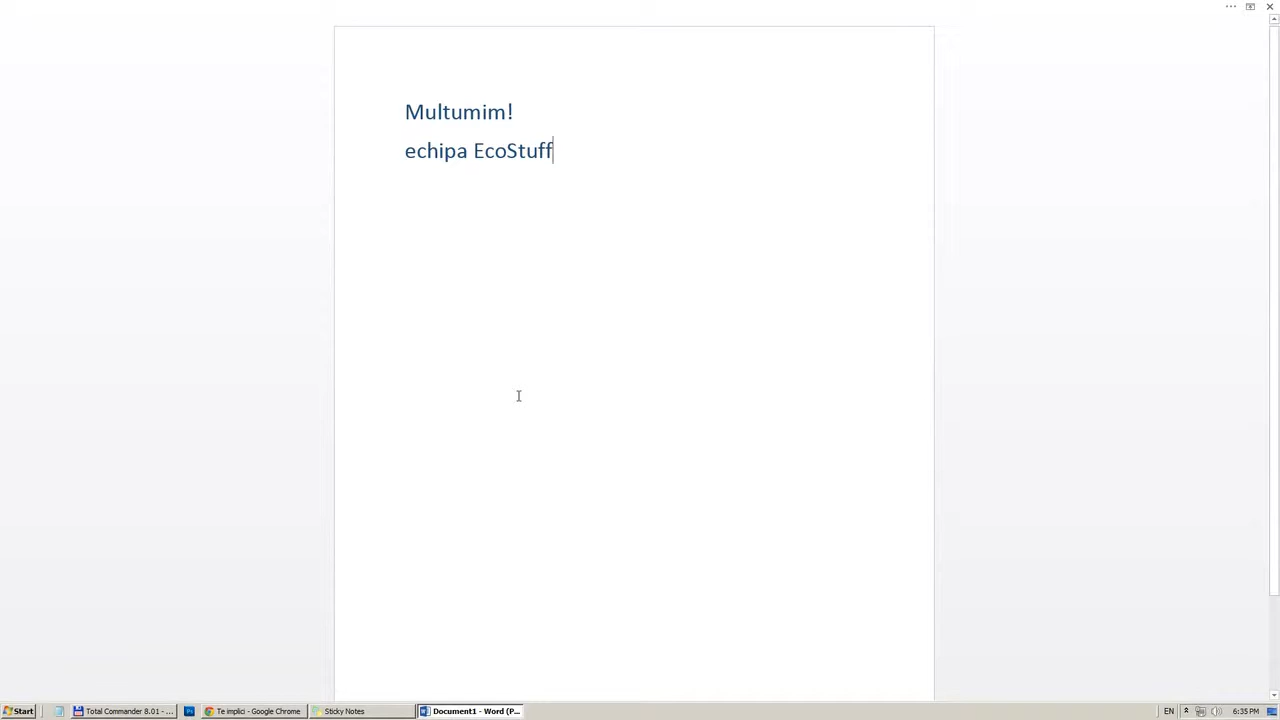 Multumim!
echipa EcoStuff
Start
Total Commander 8.01 - ...
Te implici - Google Chrome
Sticky Notes
Document1 - Word (P...
EN
6:35 PM